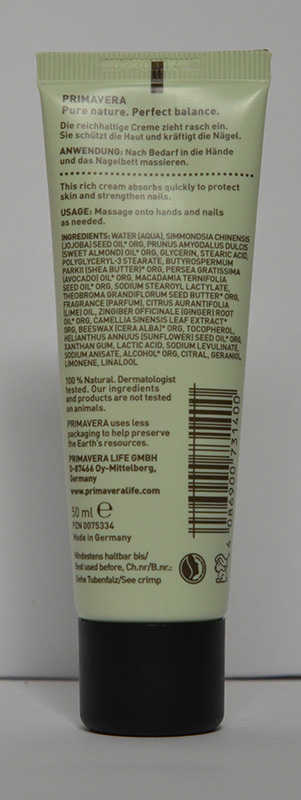 PRIMAVERA
Pure nature. Perfect balance.
Die reichhaltige Creme zieht rasch ein.
Sie schützt die Haut und kräftigt die Nägel.
ANWENDUNG: Nach Bedarf in die Hände
und das Nagelbett massieren.
This rich cream absorbs quickly to protect
skin and strengthen nails.
USAGE: Massage onto hands and nails
as needed.
INGREDIENTS: WATER (AQUA), SIMMONDSIA CHINENSIS
(JOJOBA) SEED OIL* ORG, PRUNUS AMYGDALUS DULCIS
(SWEET ALMOND) OIL* ORG, GLYCERIN, STEARIC ACID,
POLYGLYCERYL-3 STEARATE, BUTYROSPERMUM
PARKII (SHEA BUTTER)* ORG, PERSEA GRATISSIMA
(AVOCADO) OIL* ORG, MACADAMIA TERNIFOLIA
SEED OIL* ORG, SODIUM STEAROYL LACTYLATE,
THEOBROMA GRANDIFLORUM SEED BUTTER* ORG,
FRAGRANCE (PARFUM), CITRUS AURANTIFOLIA
(LIME) OIL, ZINGIBER OFFICINALE (GINGER) ROOT
OIL* ORG, CAMELLIA SINENSIS LEAF EXTRACT*
ORG, BEESWAX (CERA ALBA)* ORG, TOCOPHEROL,
HELIANTHUS ANNUUS (SUNFLOWER) SEED OIL* ORG,
XANTHAN GUM, LACTIC ACID, SODIUM LEVULINATE,
SODIUM ANISATE, ALCOHOL* ORG, CITRAL, GERANIOL,
LIMONENE, LINALOOL
100 % Natural. Dermatologist
tested. Our ingredients
and products are not tested
on animals.
PRIMAVERA uses less
packaging to help preserve
the Earth's resources.
PRIMAVERA LIFE GMBH
D-87466 Oy-Mittelberg,
Germany
www.primaveralife.com
50 ml e
PZN 0075334
Made in Germany
Mindestens haltbar bis/
Best used before, Ch.nr/B.nr.:
Siehe Tubenfalz/See crimp
4 086900 731400